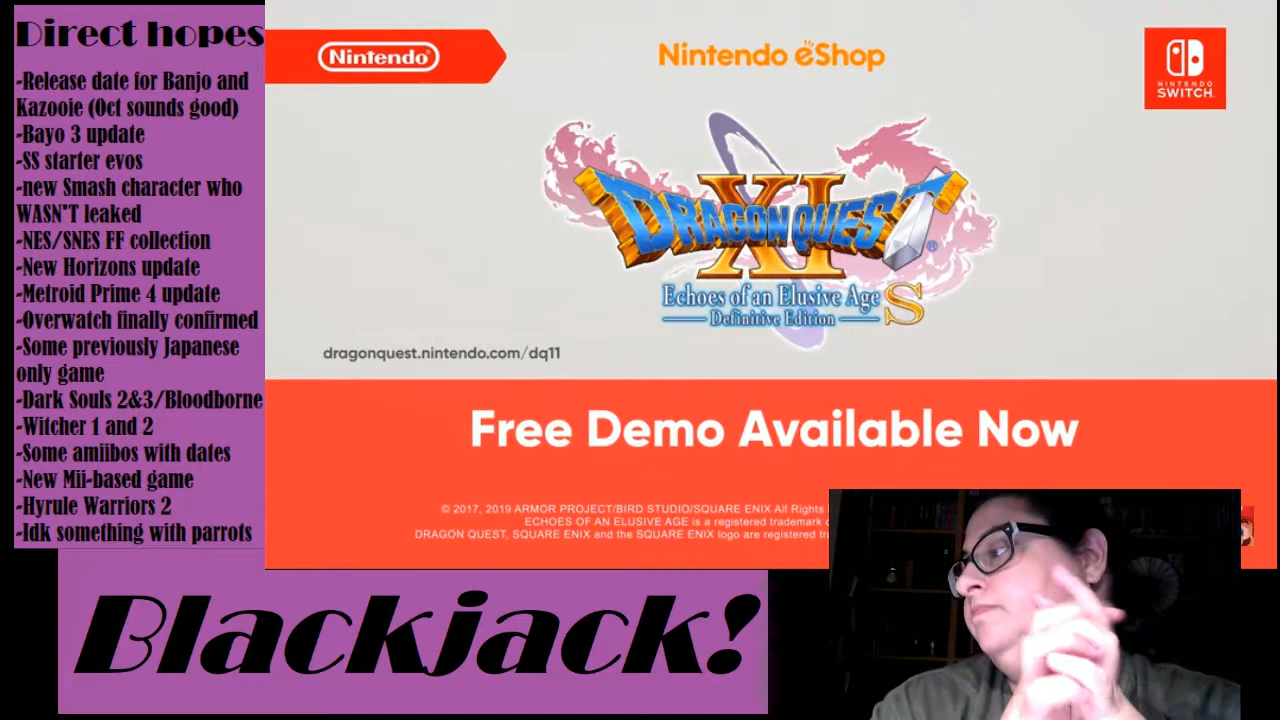 Direct hopes
-Release date for Banjo and
Kazooie (Oct sounds good)
-Bayo 3 update
-SS starter evos
-new Smash character who
WASN'T leaked
-NES/SNES FF collection
-New Horizons update
-Metroid Prime 4 update
-Overwatch finally confirmed
-Some previously Japanese
only game
-Dark Souls 2&3/Bloodborne
-Witcher 1 and 2
-Some amiibos with dates
-New Mii-based game
-Hyrule Warriors 2
-Idk something with parrots
Nintendo®
Nintendo eShop
NINTENDO
SWITCH™
DRAGON QUEST®
XI
Echoes of an Elusive Age S
Definitive Edition
dragonquest.nintendo.com/dq11
Free Demo Available Now
© 2017, 2019 ARMOR PROJECT/BIRD STUDIO/SQUARE ENIX All Rights
ECHOES OF AN ELUSIVE AGE is a registered trademark
DRAGON QUEST, SQUARE ENIX and the SQUARE ENIX logo are registered
Blackjack!